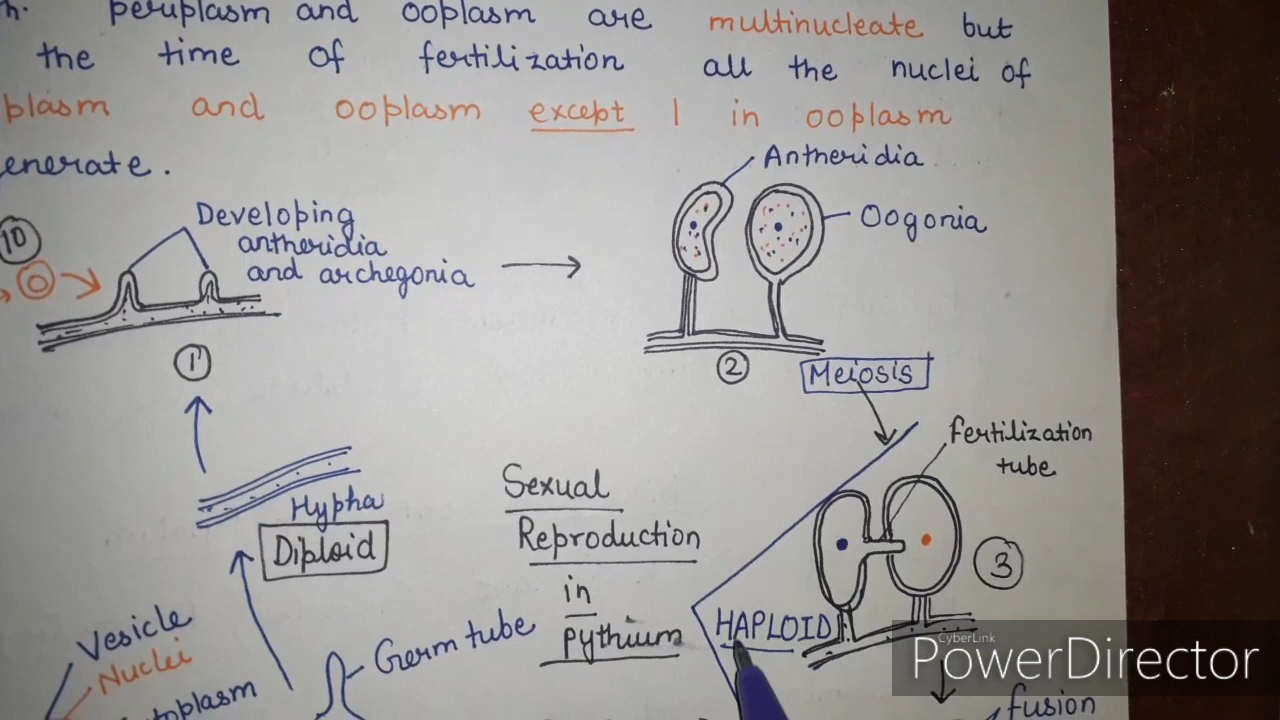 periplasm and ooplasm are multinucleate but
the time of fertilization all the nuclei of
plasm and ooplasm except 1 in ooplasm
enerate.
Antheridia
Oogonia
10
Developing
antheridia
and archegonia
1
2
Meiosis
Fertilization
tube
Hypha
Diploid
Sexual
Reproduction
in
Pythium
3
HAPLOID
Vesicle
Nuclei
Germ tube
toplasm
fusion
CyberLink
PowerDirector